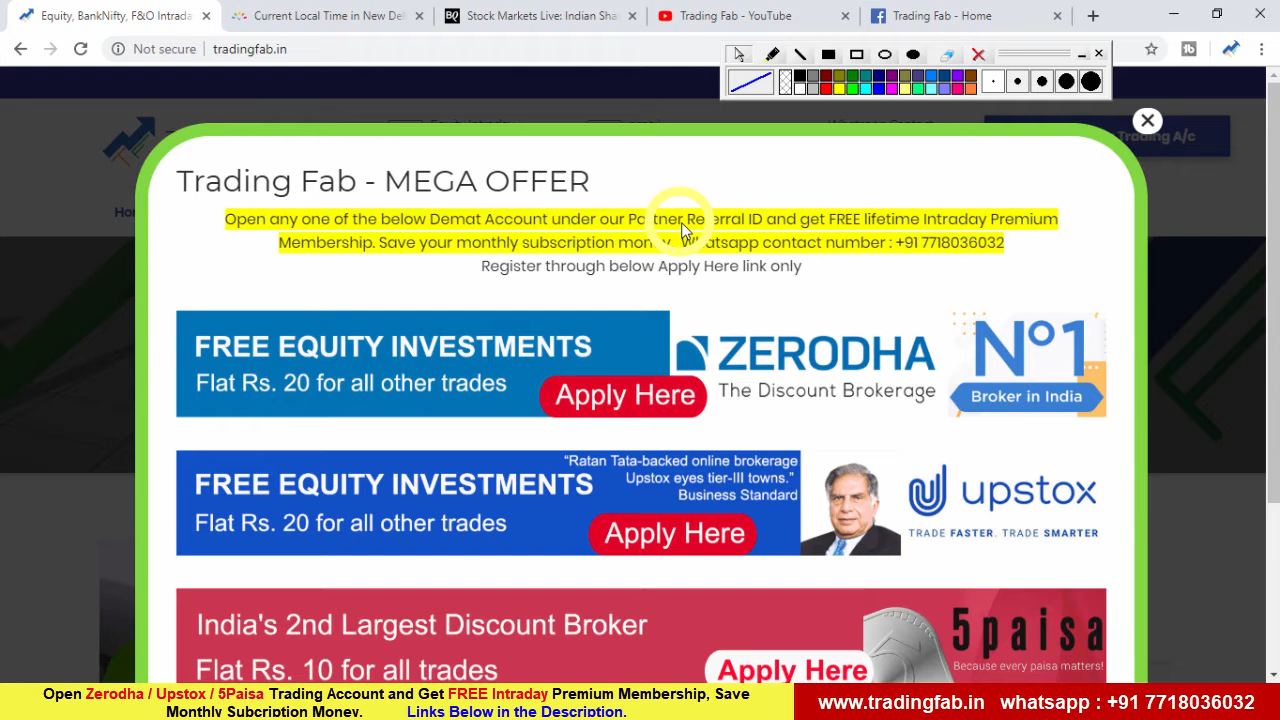 Equity, BankNifty, F&O Intrada
Current Local Time in New Del
BQ
Stock Markets Live: Indian Sha
Trading Fab - YouTube
Trading Fab - Home
Not secure
tradingfab.in
Trading A/c
Trading Fab - MEGA OFFER
Open any one of the below Demat Account under our Partner Referral ID and get FREE lifetime Intraday Premium
Membership. Save your monthly subscription money. Whatsapp contact number : +91 7718036032
Register through below Apply Here link only
FREE EQUITY INVESTMENTS
Flat Rs. 20 for all other trades
Apply Here
ZERODHA
The Discount Brokerage
Nº1
Broker in India
FREE EQUITY INVESTMENTS
Flat Rs. 20 for all other trades
"Ratan Tata-backed online brokerage
Upstox eyes tier-III towns."
Business Standard
Apply Here
upstox
TRADE FASTER. TRADE SMARTER
India's 2nd Largest Discount Broker
Flat Rs. 10 for all trades
Apply Here
5paisa
Because every paisa matters!
Open Zerodha / Upstox / 5Paisa Trading Account and Get FREE Intraday Premium Membership, Save
Monthly Subcription Money. Links Below in the Description.
www.tradingfab.in whatsapp : +91 7718036032